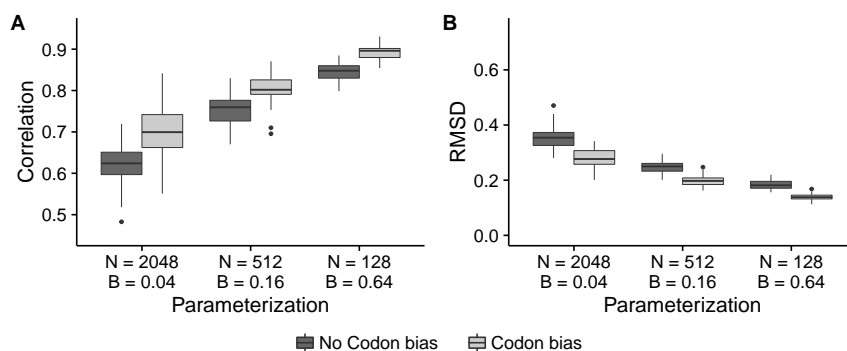 A
Correlation
0.9
0.8
0.7
0.6
0.5
N = 2048 N = 512 N = 128
B = 0.04 B = 0.16 B = 0.64
Parameterization
B
RMSD
0.6
0.4
0.2
0.0
N = 2048 N = 512 N = 128
B = 0.04 B = 0.16 B = 0.64
Parameterization
No Codon bias Codon bias